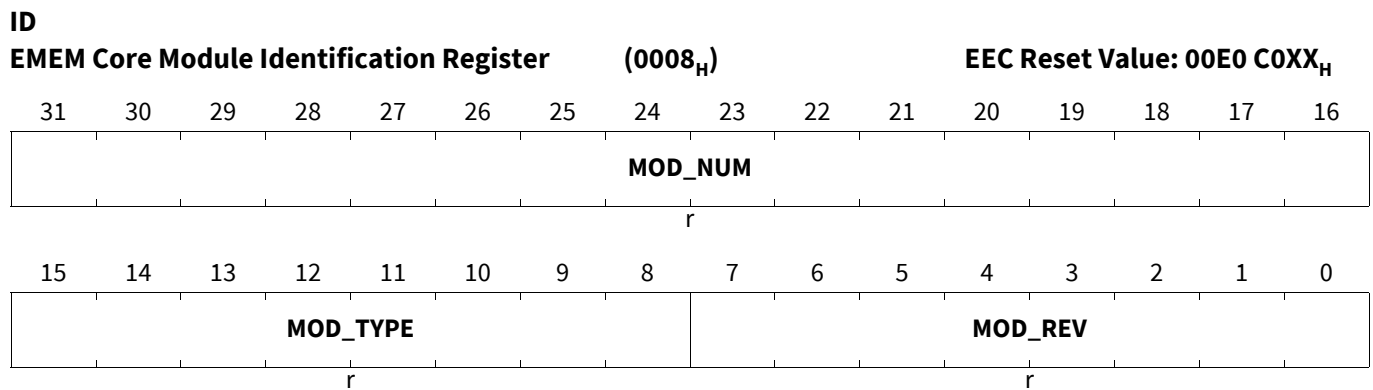 ID
EMEM Core Module Identification Register (0008H) EEC Reset Value: 00E0 C0XXH
31 30 29 28 27 26 25 24 23 22 21 20 19 18 17 16
MOD_NUM
r
15 14 13 12 11 10 9 8 7 6 5 4 3 2 1 0
MOD_TYPE MOD_REV
r r